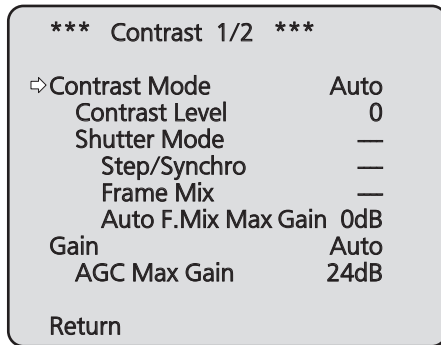 *** Contrast 1/2 ***
⇨Contrast Mode Auto
Contrast Level 0
Shutter Mode —
Step/Synchro —
Frame Mix —
Auto F.Mix Max Gain 0dB
Gain Auto
AGC Max Gain 24dB
Return